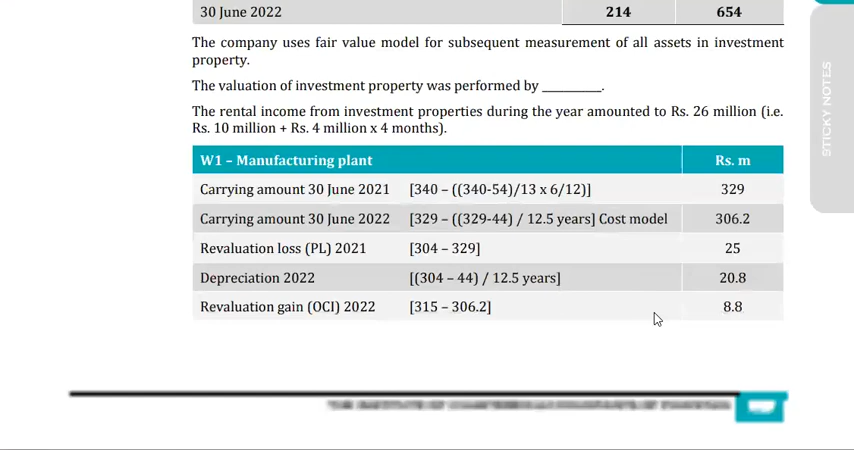 30 June 2022 214 654
The company uses fair value model for subsequent measurement of all assets in investment
property.
The valuation of investment property was performed by __________.
The rental income from investment properties during the year amounted to Rs. 26 million (i.e.
Rs. 10 million + Rs. 4 million x 4 months).
W1 – Manufacturing plant Rs. m
Carrying amount 30 June 2021 [340 – ((340-54)/13 x 6/12)] 329
Carrying amount 30 June 2022 [329 – ((329-44) / 12.5 years] Cost model 306.2
Revaluation loss (PL) 2021 [304 – 329] 25
Depreciation 2022 [(304 – 44) / 12.5 years] 20.8
Revaluation gain (OCI) 2022 [315 – 306.2] 8.8
STICKY NOTES